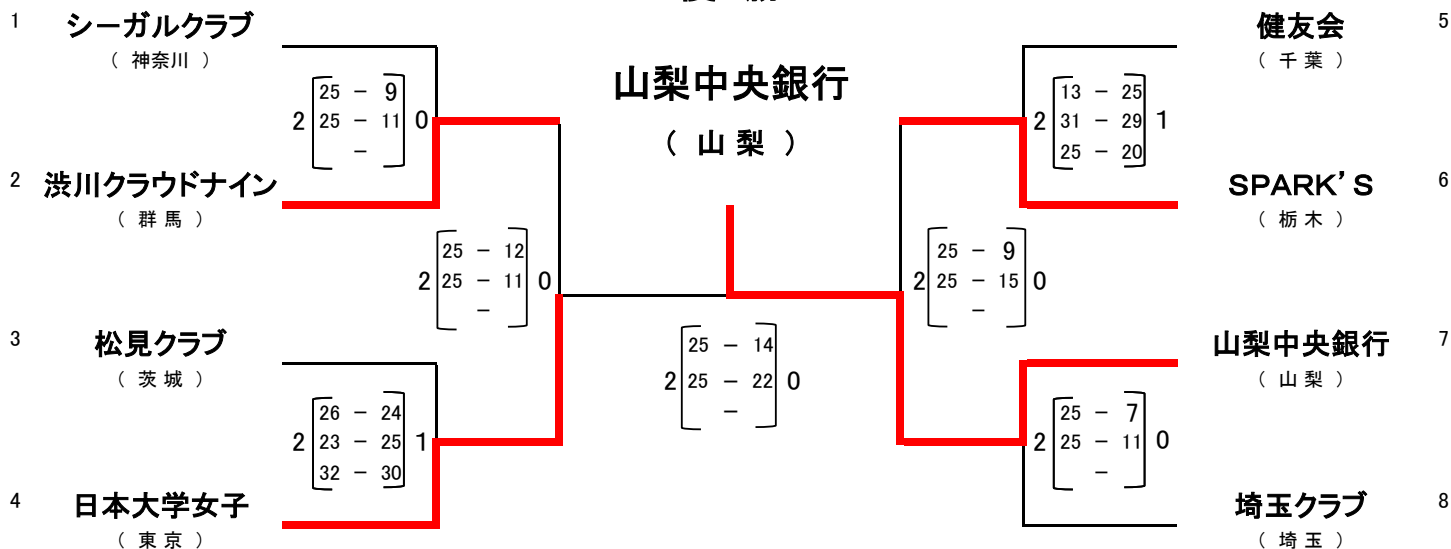 山梨中央銀行
( 山 梨 )
1 シーガルクラブ
( 神奈川 )
2 25 - 9 0
25 - 11
-
2 渋川クラウドナイン
( 群 馬 )
2 25 - 12 0
25 - 11
-
3 松見クラブ
( 茨 城 )
2 26 - 24 1
23 - 25
32 - 30
4 日本大学女子
( 東 京 )
2 25 - 14 0
25 - 22
-
健友会 5
( 千 葉 )
2 13 - 25 1
31 - 29
25 - 20
SPARK'S 6
( 栃 木 )
2 25 - 9 0
25 - 15
-
山梨中央銀行 7
( 山 梨 )
2 25 - 7 0
25 - 11
-
埼玉クラブ 8
( 埼 玉 )